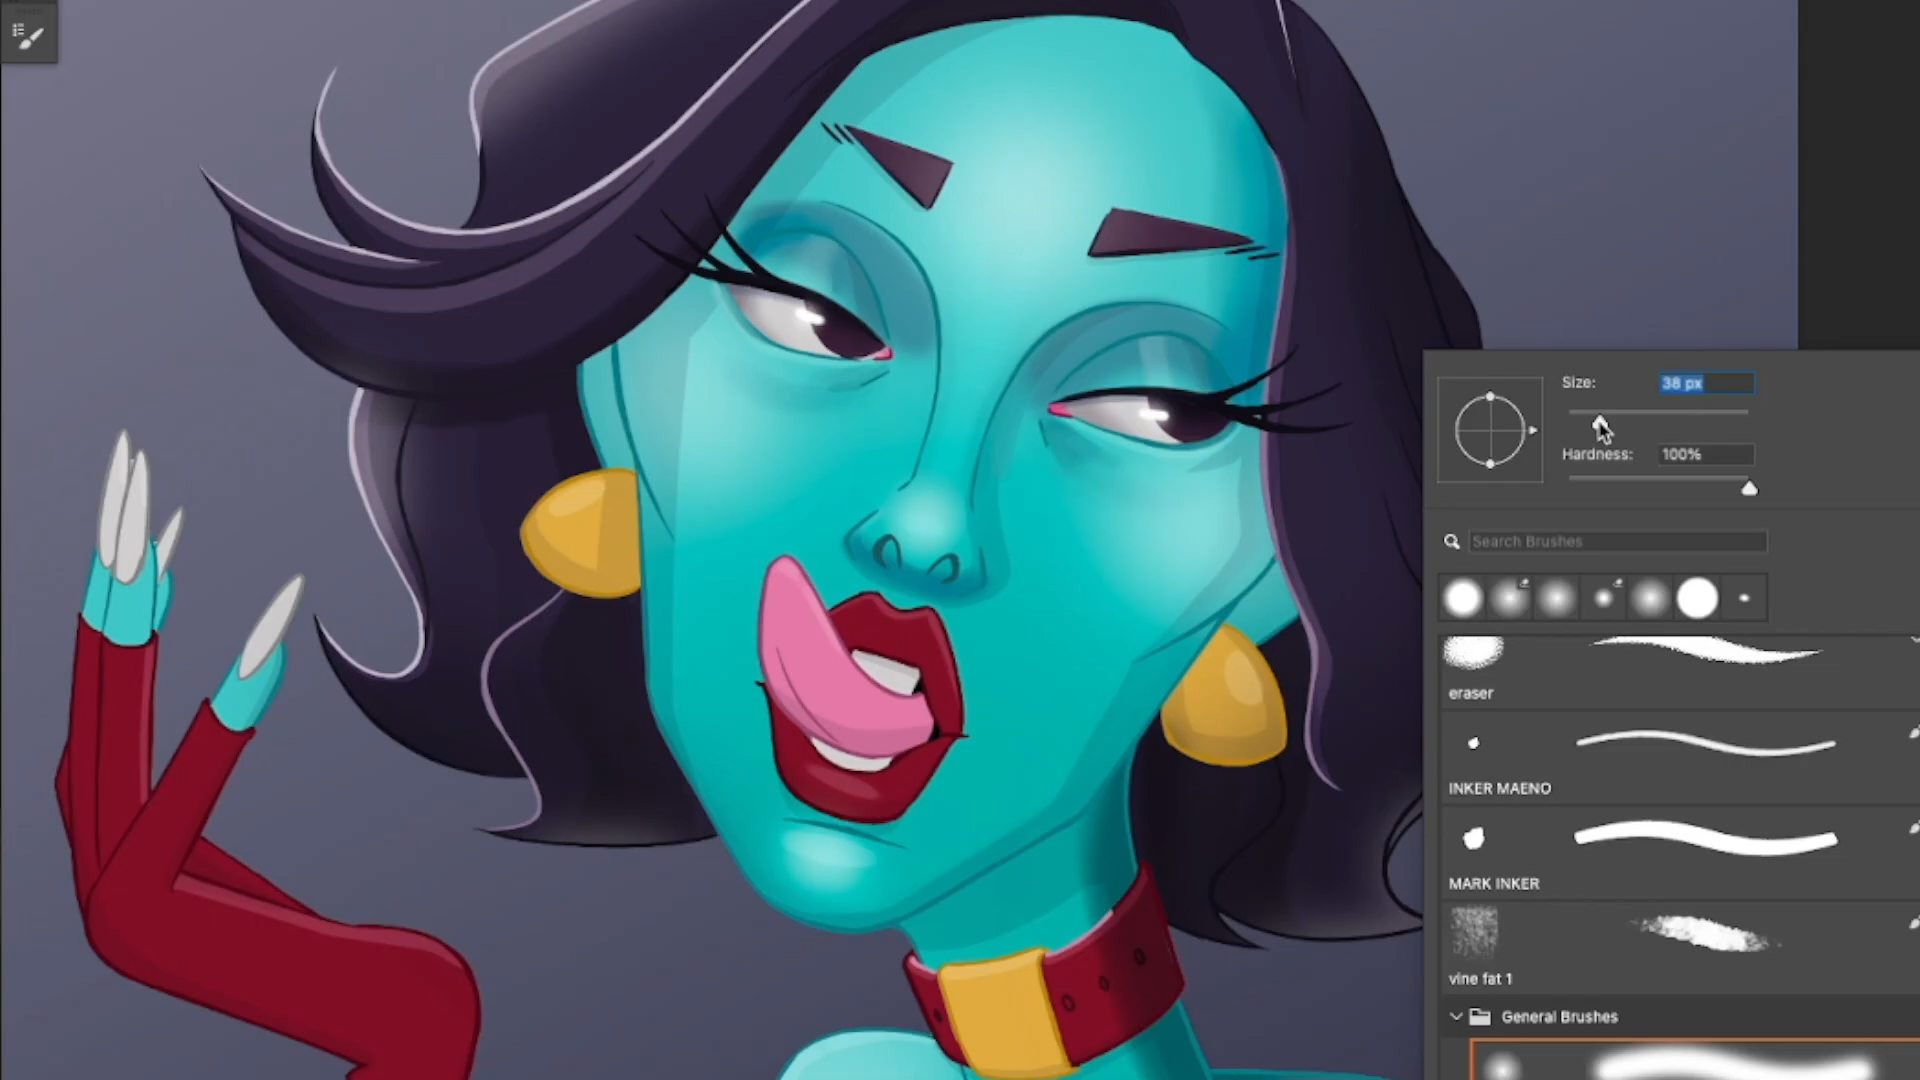 Size:
38 px
Hardness:
100%
Search Brushes
eraser
INKER MAENO
MARK INKER
vine fat 1
General Brushes